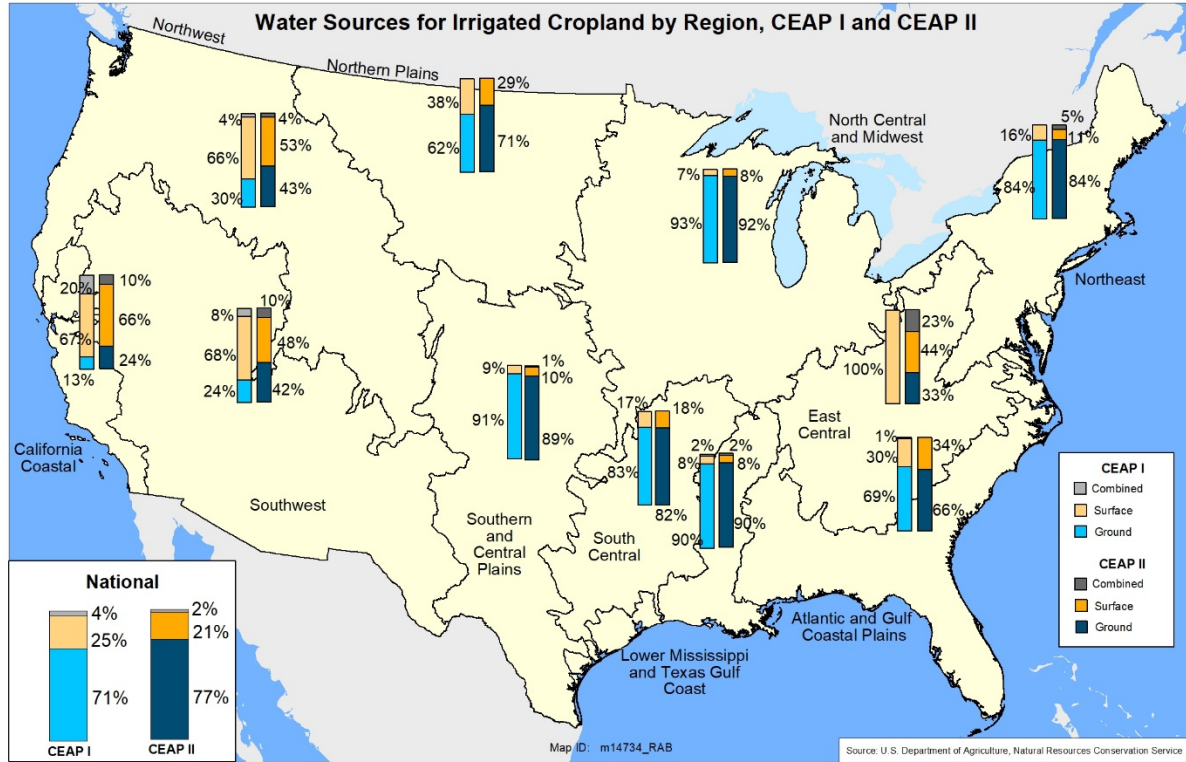 Water Sources for Irrigated Cropland by Region, CEAP I and CEAP II
Northwest
Northern Plains
38%
29%
62%
71%
4%
4%
66%
53%
30%
43%
North Central
and Midwest
7%
8%
93%
92%
5%
16%
11%
84%
84%
Northeast
20%
10%
67%
66%
13%
24%
California
Coastal
8%
10%
68%
48%
24%
42%
Southwest
9%
1%
10%
91%
89%
Southern
and
Central
Plains
17%
18%
83%
82%
South
Central
2%
2%
8%
8%
90%
90%
Lower Mississippi
and Texas Gulf
Coast
23%
44%
100%
33%
East
Central
1%
34%
30%
69%
66%
Atlantic and Gulf
Coastal Plains
CEAP I
Combined
Surface
Ground
CEAP II
Combined
Surface
Ground
National
4%
2%
25%
21%
71%
77%
CEAP I
CEAP II
Map ID: m14734_RAB
Source: U.S. Department of Agriculture, Natural Resources Conservation Service